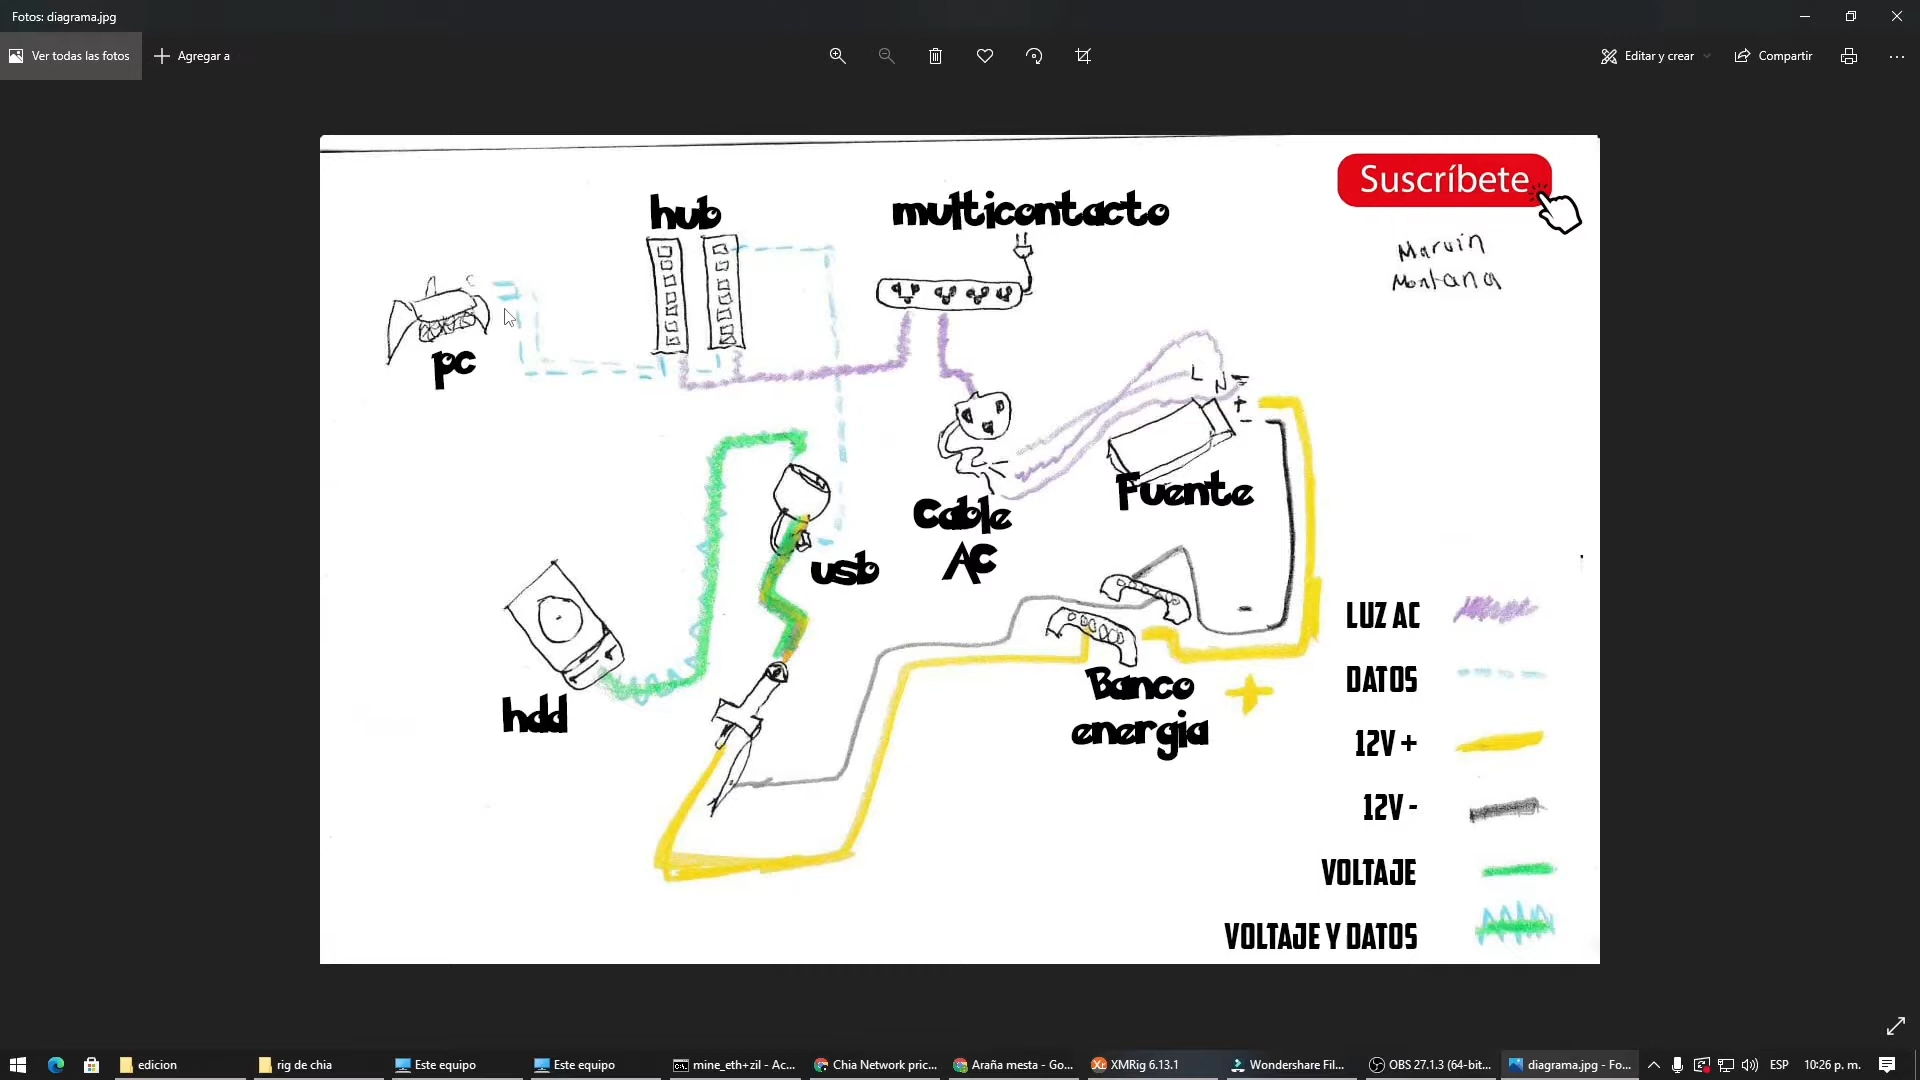 Fotos: diagrama.jpg
Ver todas las fotos
Agregar a
Editar y crear
Compartir
Suscríbete
hub
multicontacto
Marvin
Montana
pc
L N
+
-
Fuente
Cable
AC
usb
hdd
Banco
energia
+
-
LUZ AC
DATOS
12V +
12V -
VOLTAJE
VOLTAJE Y DATOS
edicion
rig de chia
Este equipo
Este equipo
mine_eth+zil - Ac...
Chia Network pric...
Araña mesta - Go...
XMRig 6.13.1
Wondershare Fil...
OBS 27.1.3 (64-bit...
diagrama.jpg - Fo...
ESP
10:26 p. m.